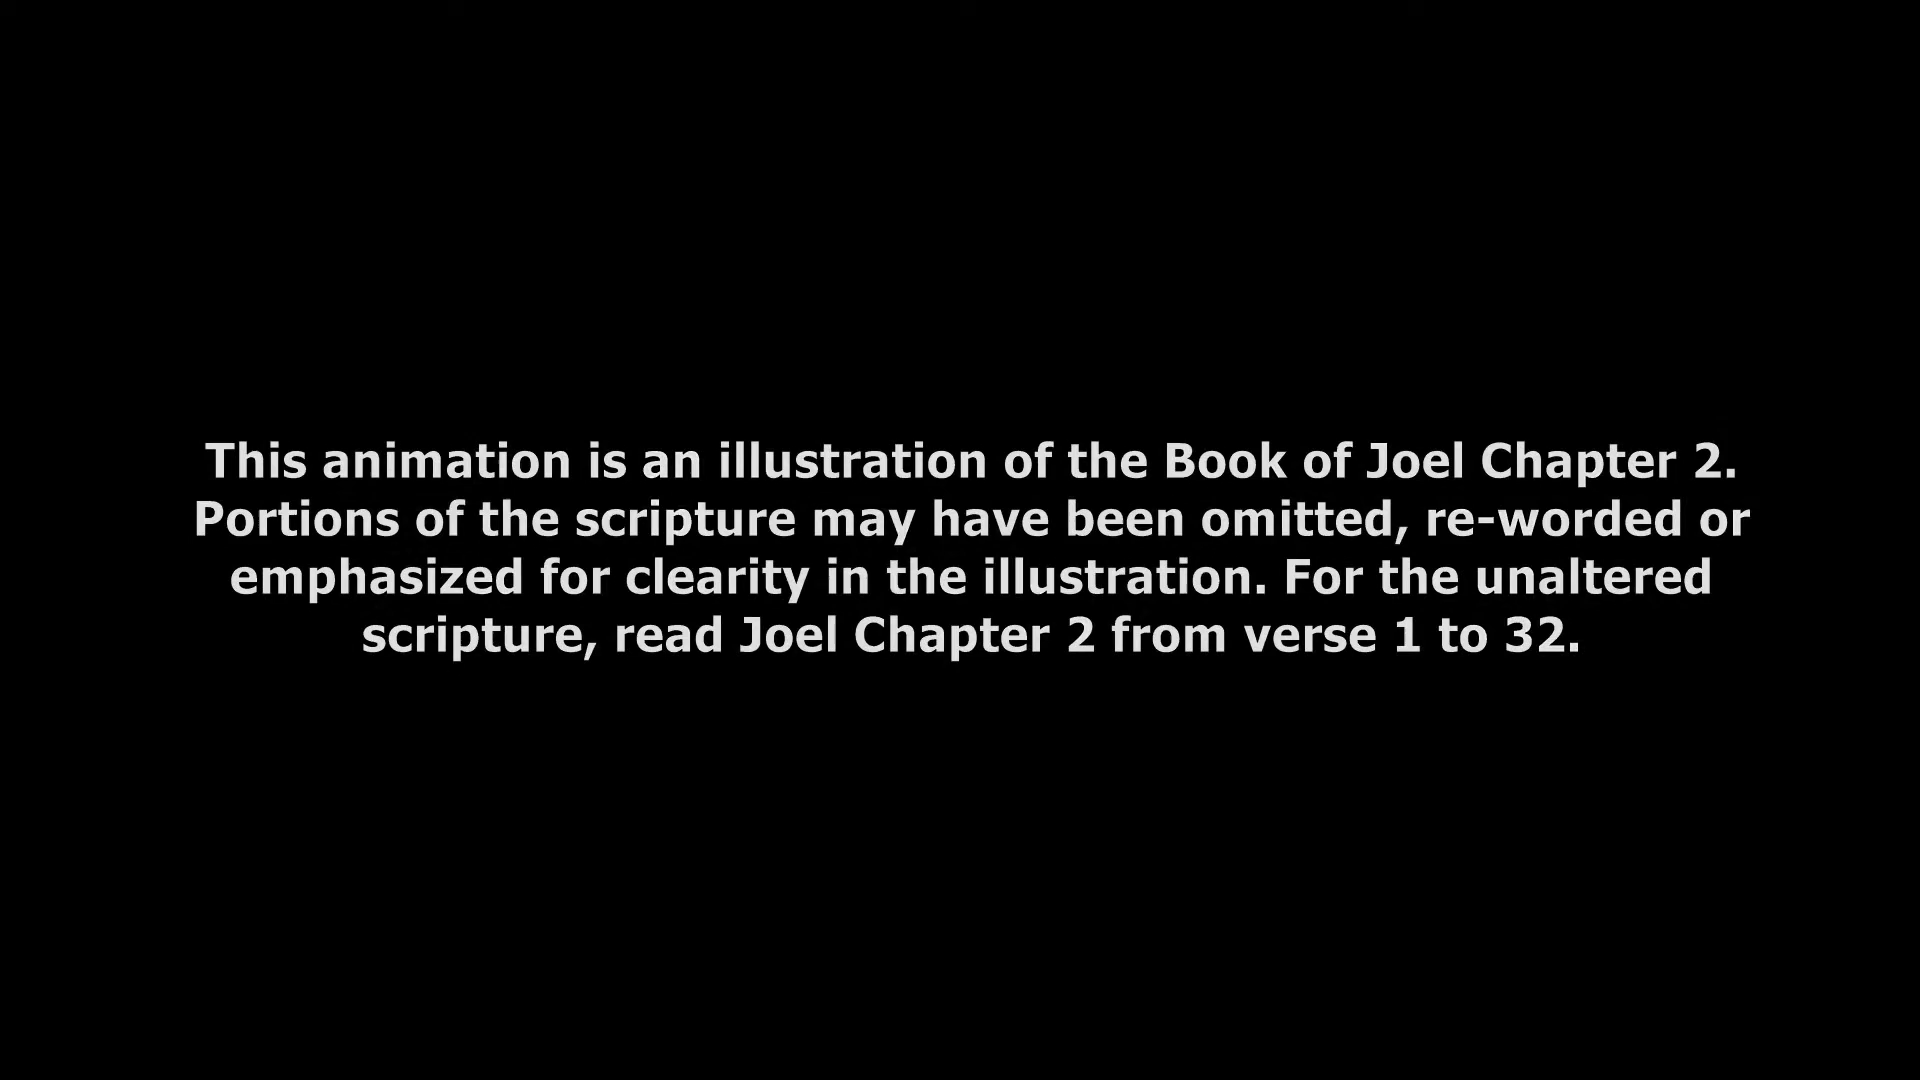 This animation is an illustration of the Book of Joel Chapter 2.
Portions of the scripture may have been omitted, re-worded or
emphasized for clearity in the illustration. For the unaltered
scripture, read Joel Chapter 2 from verse 1 to 32.